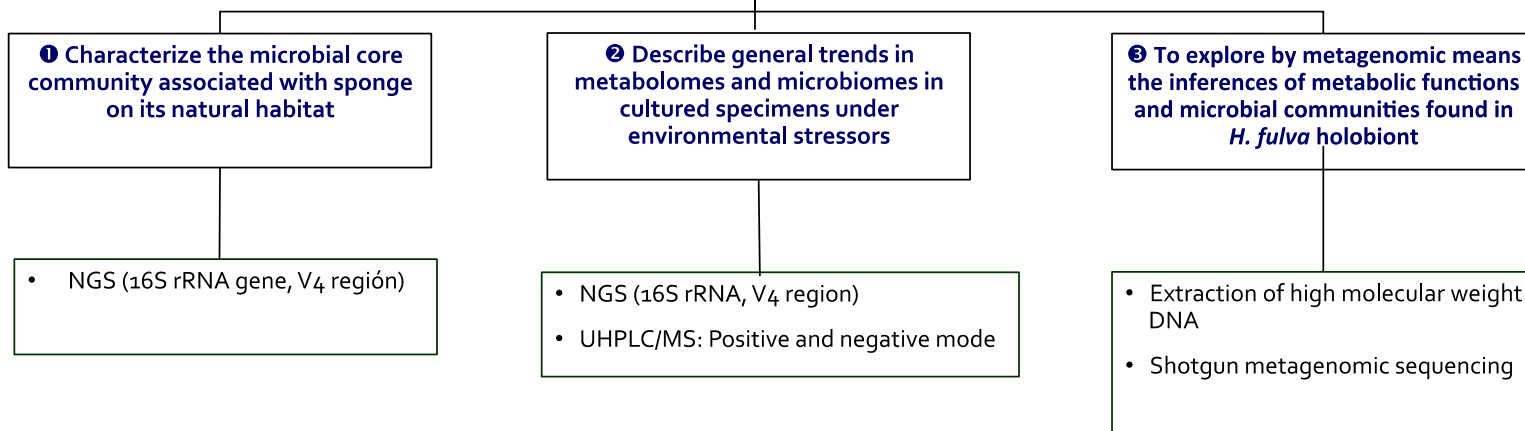 ❶ Characterize the microbial core
community associated with sponge
on its natural habitat
❷ Describe general trends in
metabolomes and microbiomes in
cultured specimens under
environmental stressors
❸ To explore by metagenomic means
the inferences of metabolic functions
and microbial communities found in
H. fulva holobiont
• NGS (16S rRNA gene, V4 región)
• NGS (16S rRNA, V4 region)
• UHPLC/MS: Positive and negative mode
• Extraction of high molecular weight
DNA
• Shotgun metagenomic sequencing